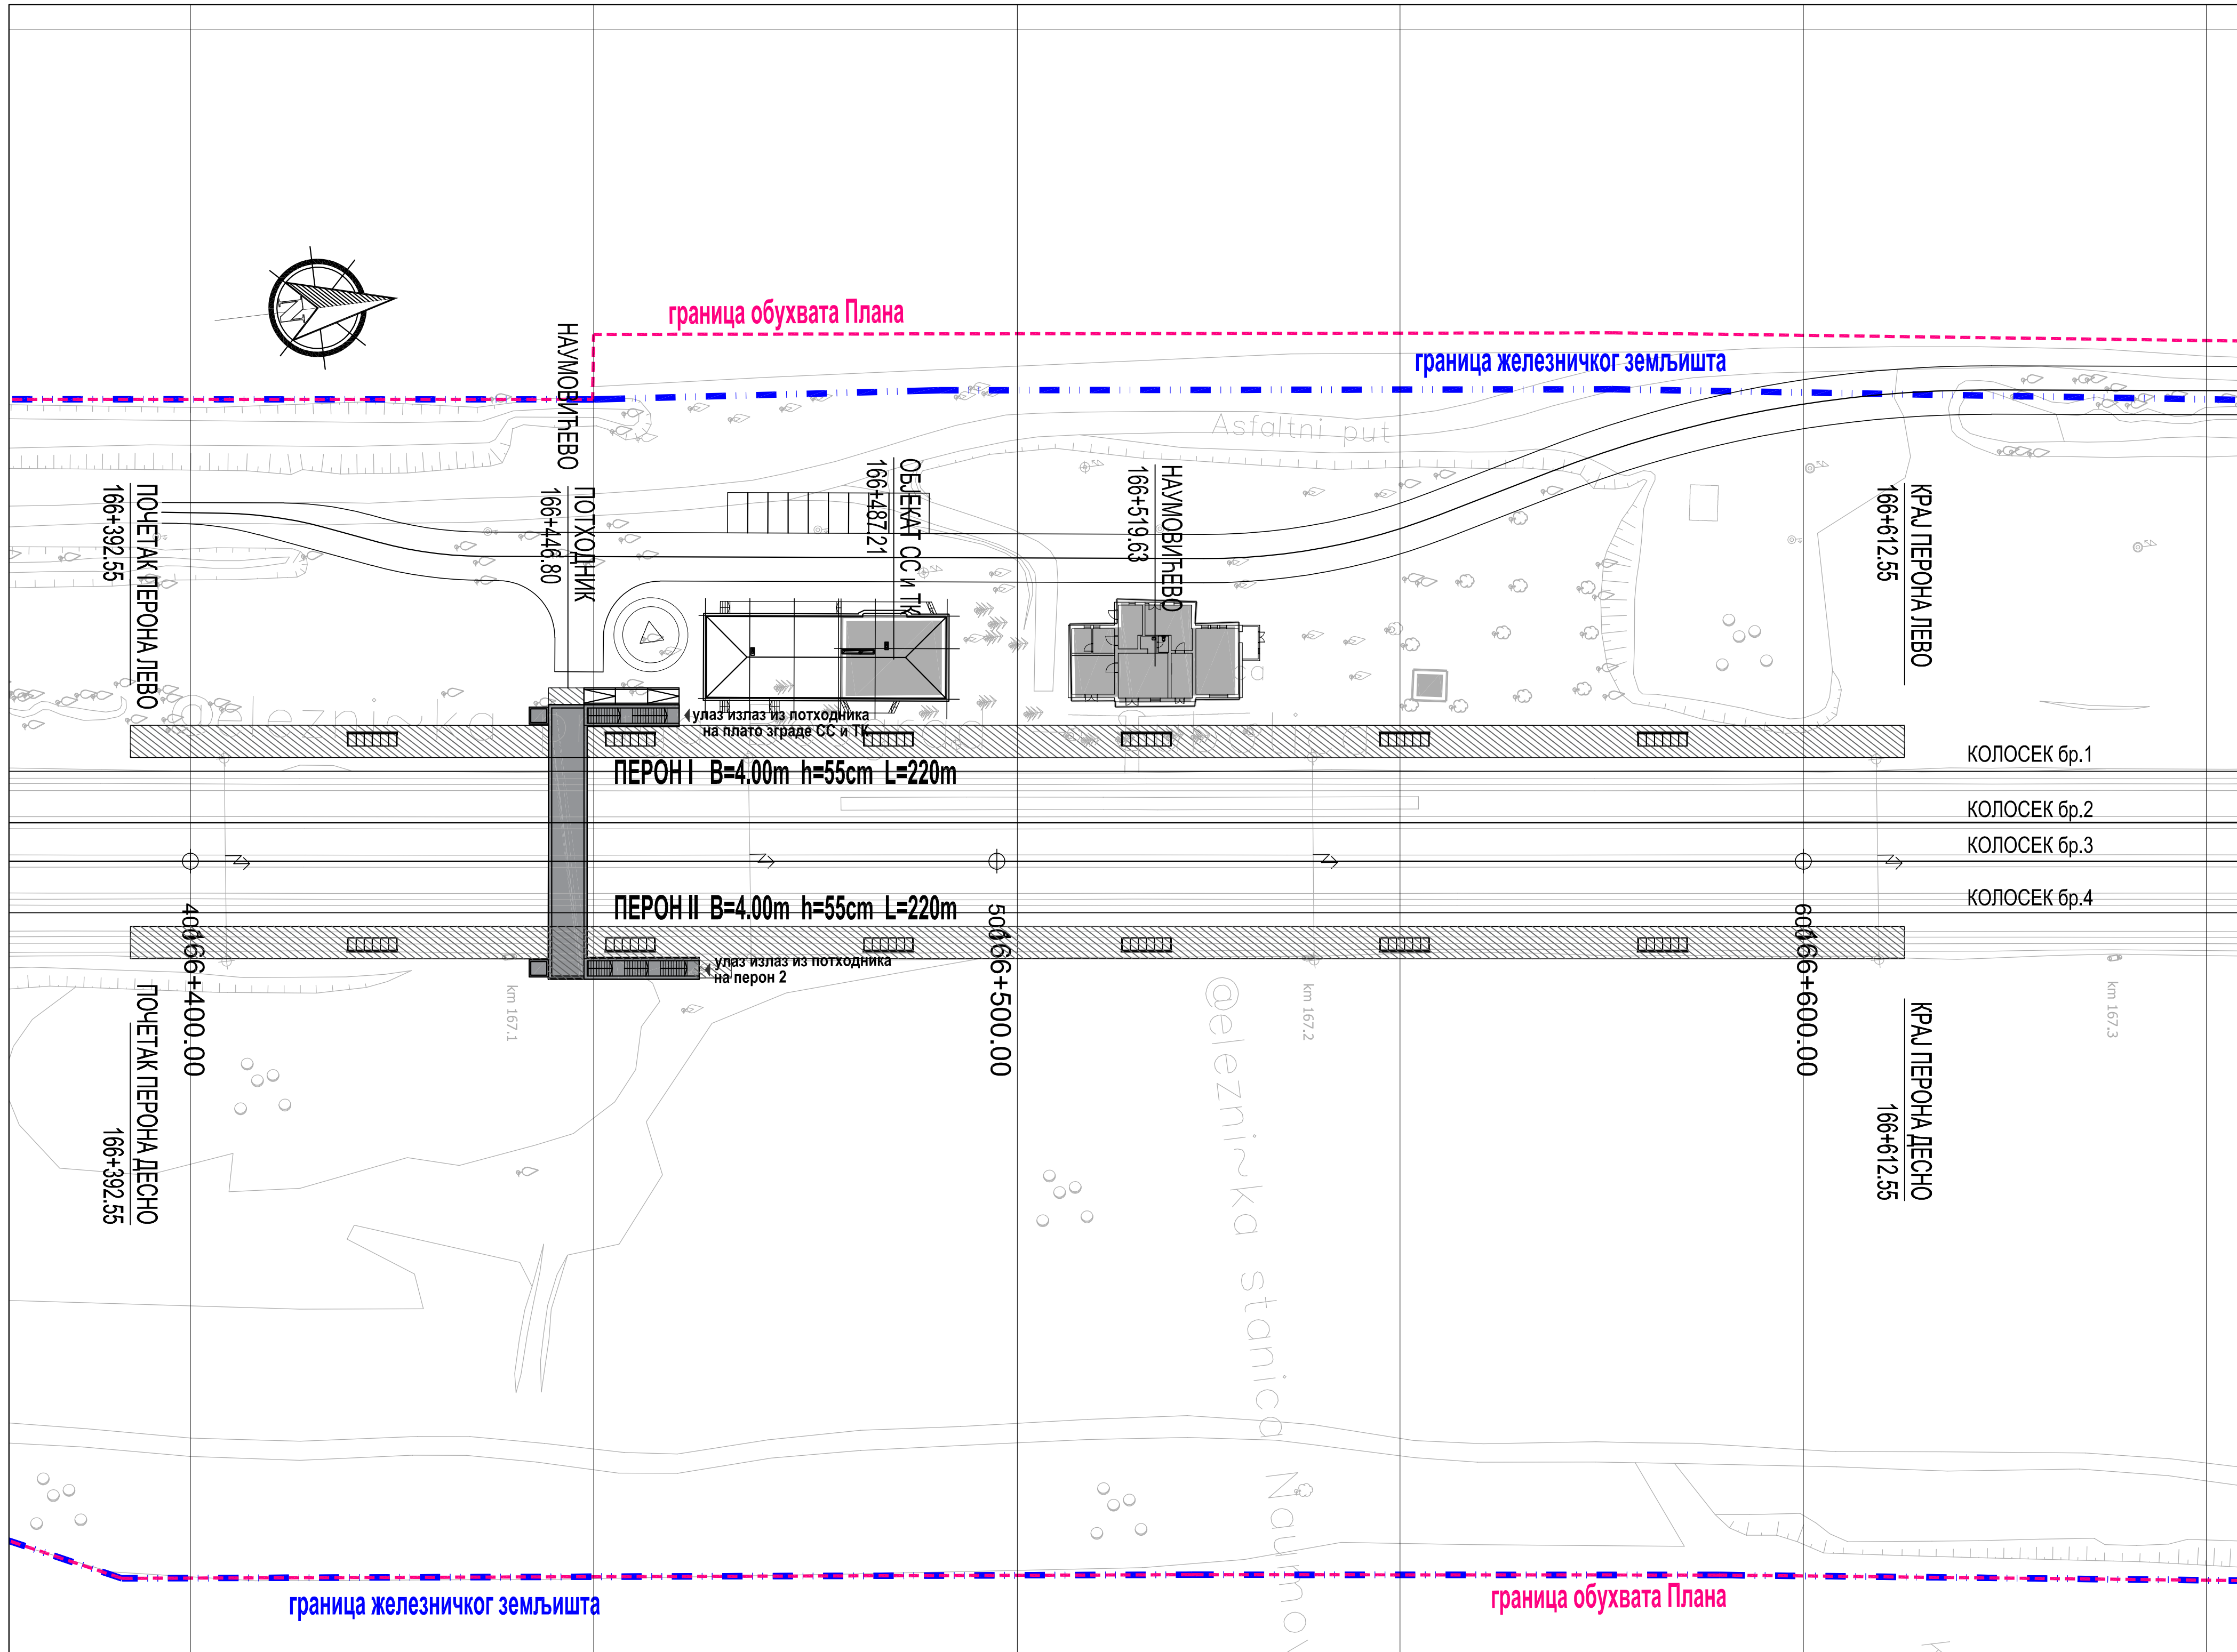 граница обухвата Плана
граница железничког земљишта
НАУМОВИЋЕВО
ПОТХОДНИК
166+446.80
Asfaltni put
ОБЈЕКАТ СС и ТК
166+487.21
НАУМОВИЋЕВО
166+519.63
ПОЧЕТАК ПЕРОНА ЛЕВО
166+392.55
КРАЈ ПЕРОНА ЛЕВО
166+612.55
улаз излаз из потходника
на плато зграде СС и ТК
ПЕРОН I B=4.00m h=55cm L=220m
КОЛОСЕК бр.1
КОЛОСЕК бр.2
КОЛОСЕК бр.3
КОЛОСЕК бр.4
ПЕРОН II B=4.00m h=55cm L=220m
улаз излаз из потходника
на перон 2
166+400.00
166+500.00
166+600.00
km 167.1
km 167.2
km 167.3
ПОЧЕТАК ПЕРОНА ДЕСНО
166+392.55
КРАЈ ПЕРОНА ДЕСНО
166+612.55
@elezni~ka stanica Naumov
граница железничког земљишта
граница обухвата Плана